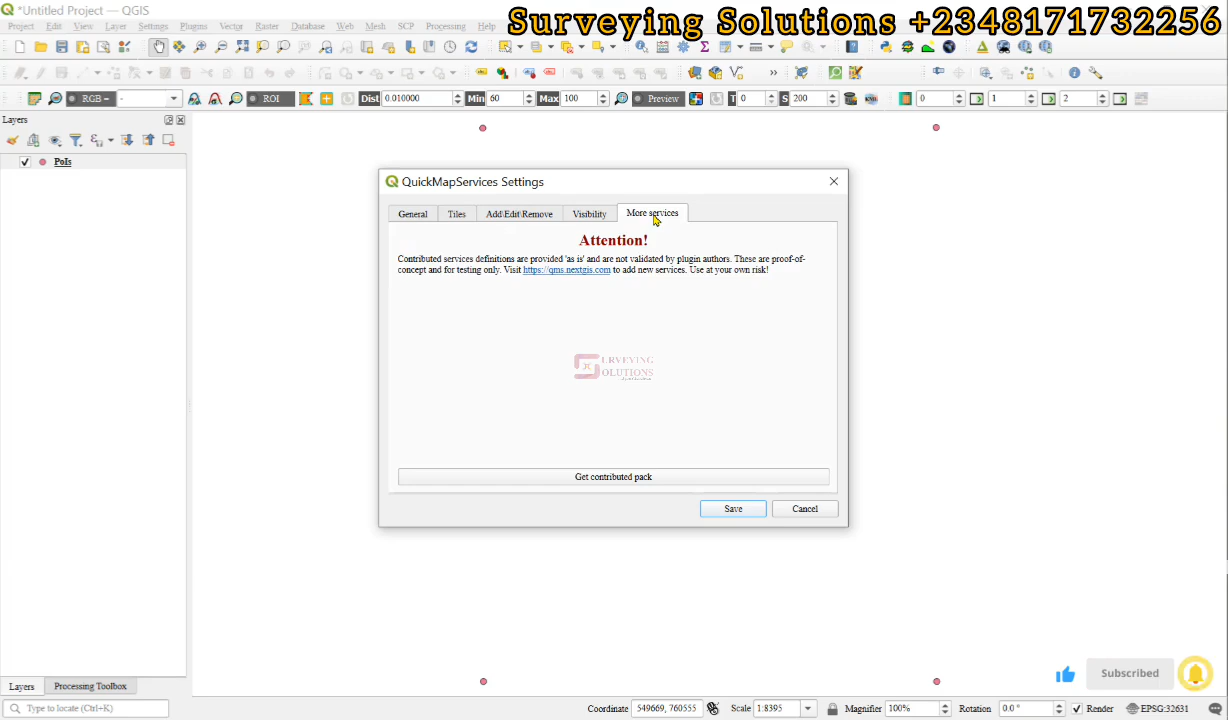 *Untitled Project — QGIS
Surveying Solutions +2348171732256
Project Edit View Layer Settings Plugins Vector Raster Database Web Mesh SCP Processing Help
RGB = - ROI Dist 0.010000 Min 60 Max 100 Preview T 0 S 200 0 1 2
Layers
PoIs
QuickMapServices Settings
General Tiles Add\Edit\Remove Visibility More services
Attention!
Contributed services definitions are provided 'as is' and are not validated by plugin authors. These are proof-of-
concept and for testing only. Visit https://qms.nextgis.com to add new services. Use at your own risk!
URVEYING
OLUTIONS
Get contributed pack
Save Cancel
Subscribed
Layers Processing Toolbox
Type to locate (Ctrl+K) Coordinate 549669, 760555 Scale 1:8395 Magnifier 100% Rotation 0.0 ° Render EPSG:32631